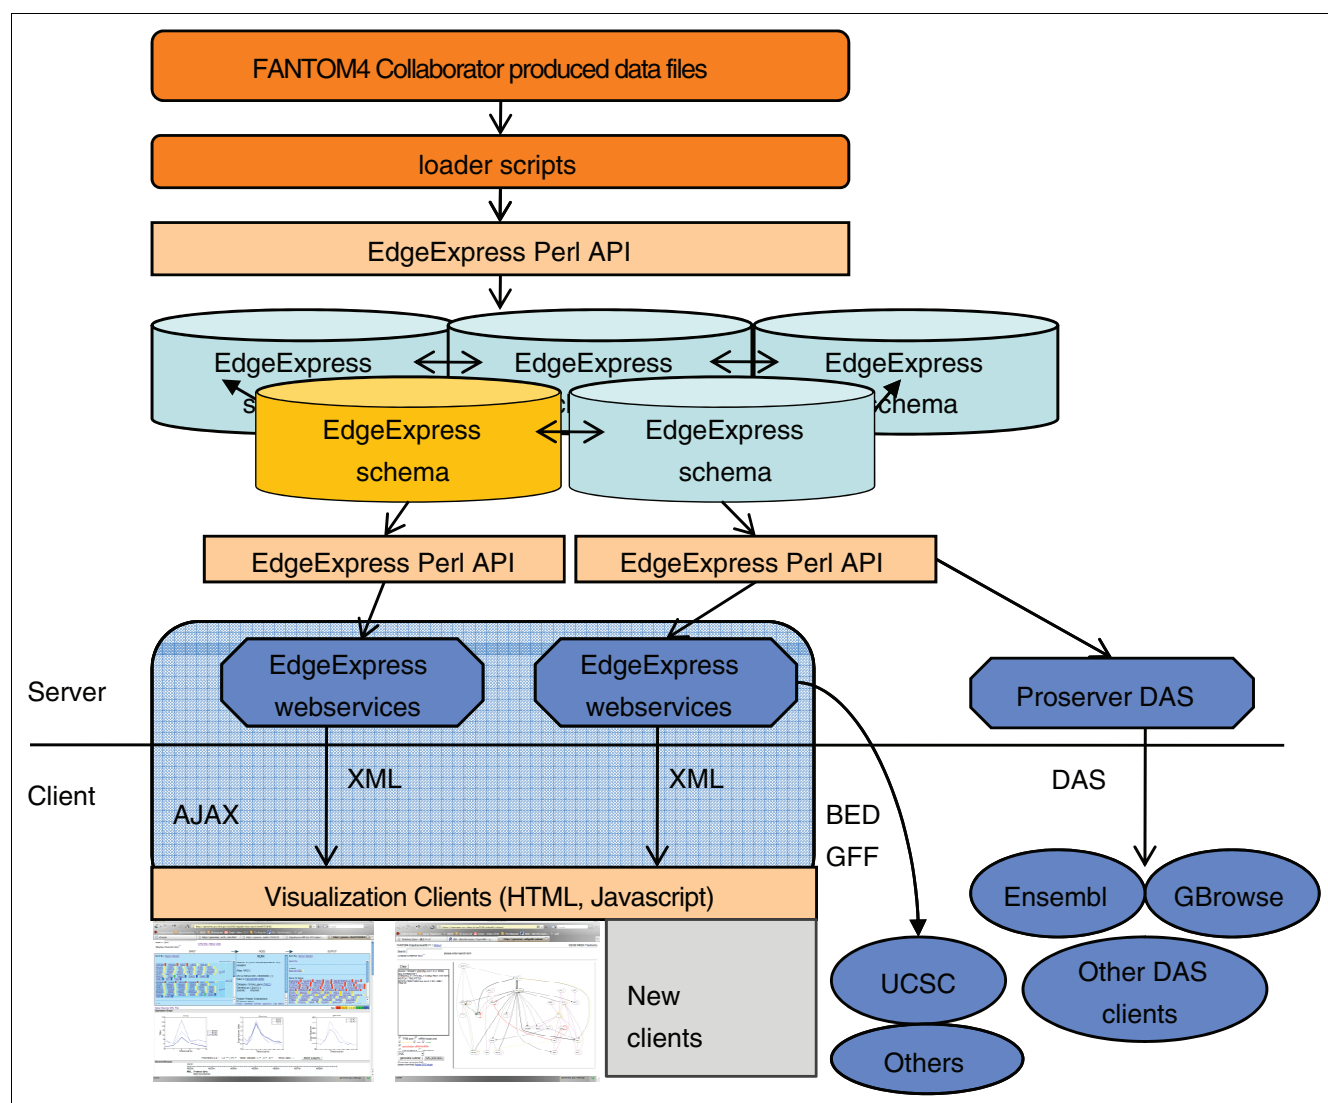 FANTOM4 Collaborator produced data files
loader scripts
EdgeExpress Perl API
EdgeExpress
EdgeExpress
EdgeExpress
schema
EdgeExpress
schema
EdgeExpress
schema
EdgeExpress Perl API
EdgeExpress Perl API
EdgeExpress
webservices
EdgeExpress
webservices
Proserver DAS
Server
Client
XML
XML
DAS
AJAX
BED
GFF
Visualization Clients (HTML, Javascript)
Ensembl
GBrowse
New
clients
UCSC
Other DAS
clients
Others